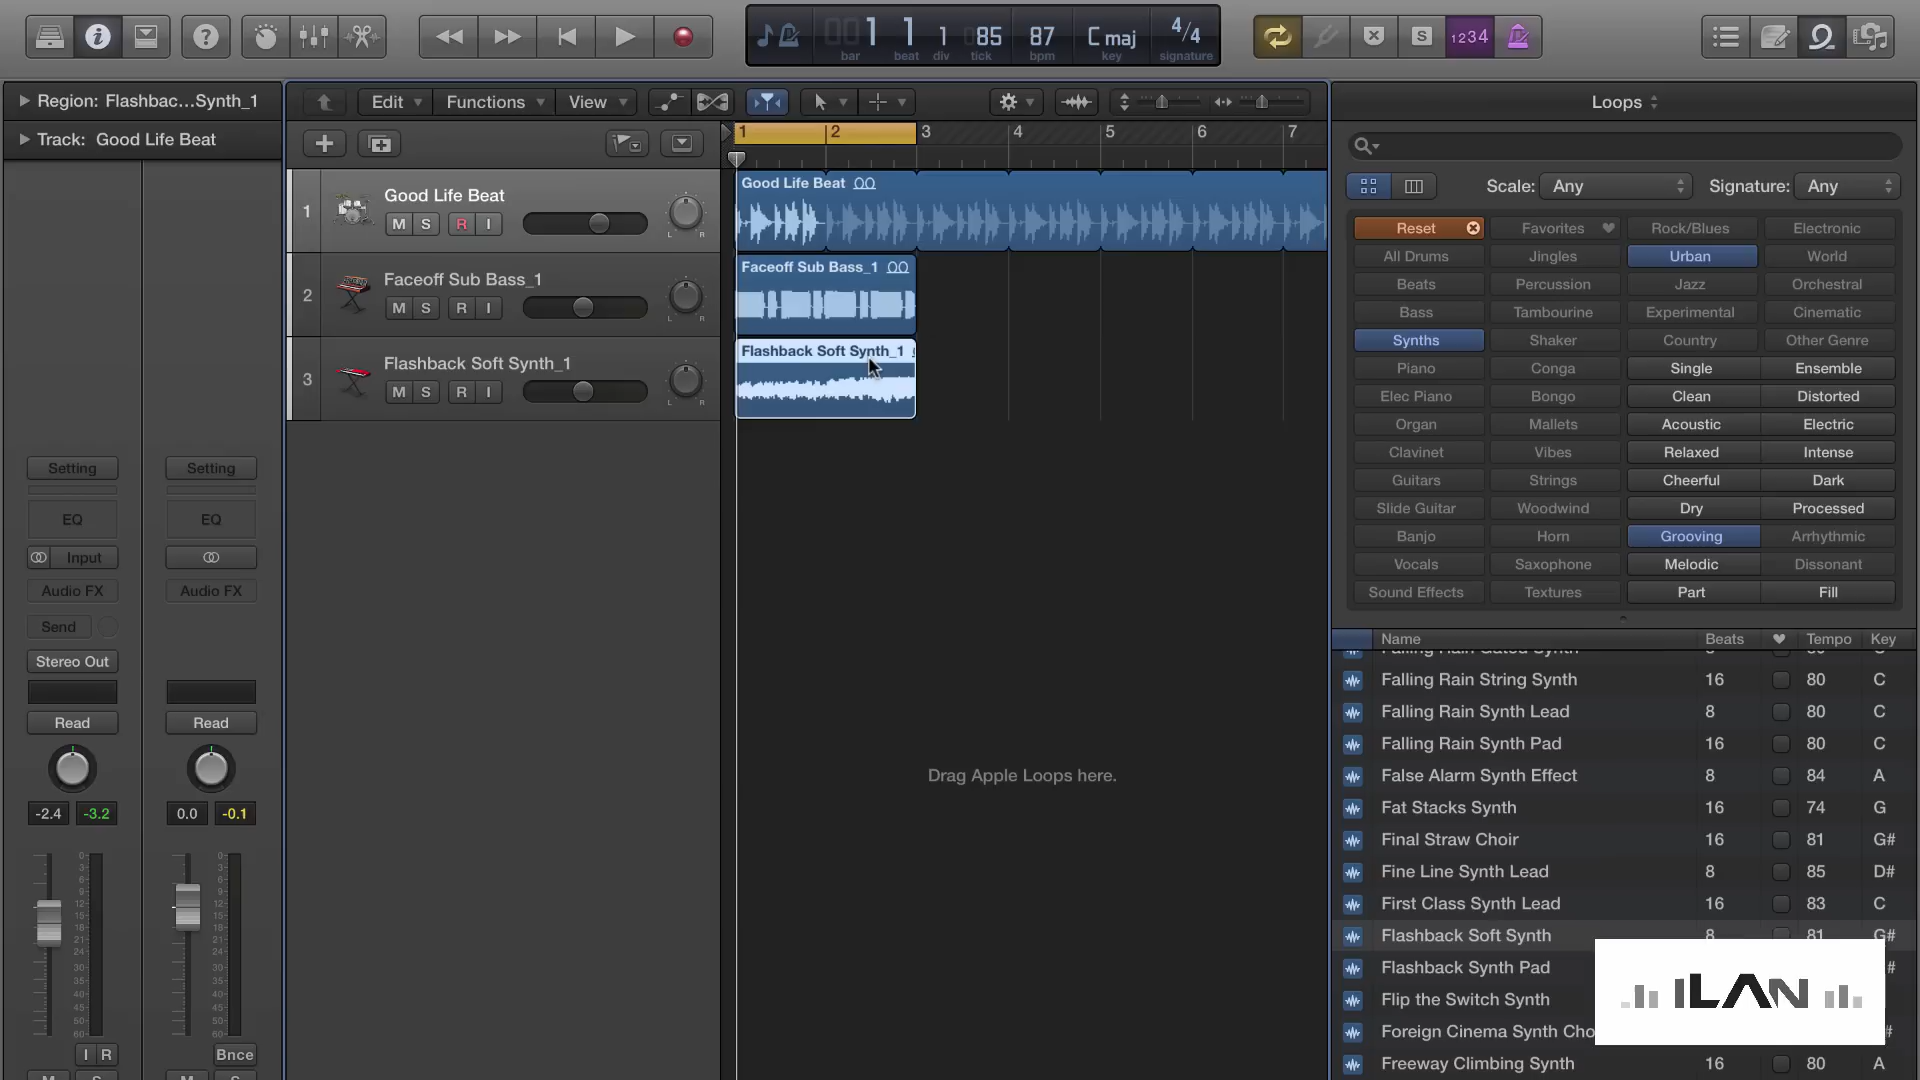 1 1 1 85 87 C maj 4/4
bar beat div tick bpm key signature
S 1234
Region: Flashbac...Synth_1
Track: Good Life Beat
Edit Functions View
Loops
1 2 3 4 5 6 7
Scale: Any Signature: Any
1 Good Life Beat
M S R I
L R
2 Faceoff Sub Bass_1
M S R I
L R
3 Flashback Soft Synth_1
M S R I
L R
Good Life Beat
Faceoff Sub Bass_1
Flashback Soft Synth_1
Drag Apple Loops here.
Setting Setting
EQ EQ
Input
Audio FX Audio FX
Send
Stereo Out
Read Read
-2.4 -3.2 0.0 -0.1
I R Bnce
M S M S
Reset Favorites Rock/Blues Electronic
All Drums Jingles Urban World
Beats Percussion Jazz Orchestral
Bass Tambourine Experimental Cinematic
Synths Shaker Country Other Genre
Piano Conga Single Ensemble
Elec Piano Bongo Clean Distorted
Organ Mallets Acoustic Electric
Clavinet Vibes Relaxed Intense
Guitars Strings Cheerful Dark
Slide Guitar Woodwind Dry Processed
Banjo Horn Grooving Arrhythmic
Vocals Saxophone Melodic Dissonant
Sound Effects Textures Part Fill
Name Beats Tempo Key
Falling Rain Gated Synth
Falling Rain String Synth 16 80 C
Falling Rain Synth Lead 8 80 C
Falling Rain Synth Pad 16 80 C
False Alarm Synth Effect 8 84 A
Fat Stacks Synth 16 74 G
Final Straw Choir 16 81 G#
Fine Line Synth Lead 8 85 D#
First Class Synth Lead 16 83 C
Flashback Soft Synth 8 81 G#
Flashback Synth Pad #
Flip the Switch Synth
Foreign Cinema Synth Cho #
Freeway Climbing Synth 16 80 A
ILAN